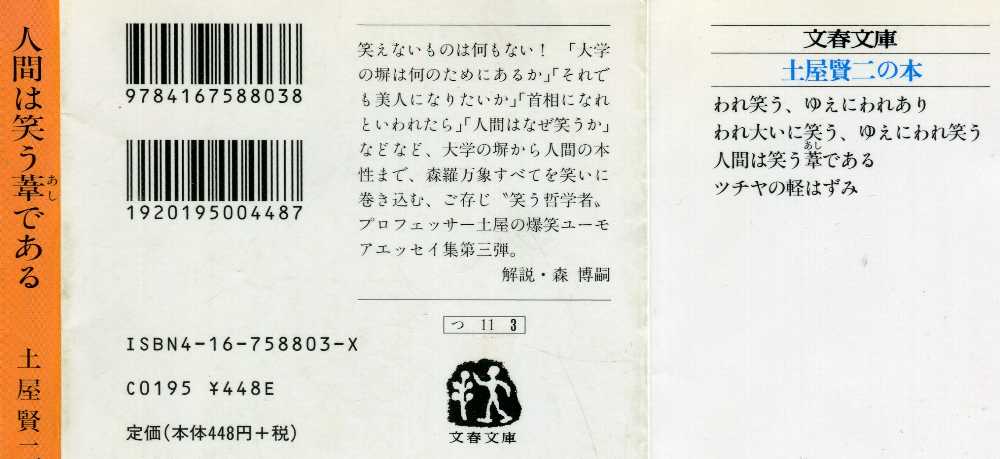 人間は笑う葦である
あし
土屋賢二
9784167588038
1920195004487
ISBN4-16-758803-X
C0195 ¥448E
定価(本体448円+税)
笑えないものは何もない! 「大学
の塀は何のためにあるか」「それで
も美人になりたいか」「首相になれ
といわれたら」「人間はなぜ笑うか」
などなど、大学の塀から人間の本
性まで、森羅万象すべてを笑いに
巻き込む、ご存じ〝笑う哲学者〟
プロフェッサー土屋の爆笑ユーモ
アエッセイ集第三弾。
解説・森 博嗣
つ 11 3
文春文庫
文春文庫
土屋賢二の本
われ笑う、ゆえにわれあり
われ大いに笑う、ゆえにわれ笑う
あし
人間は笑う葦である
ツチヤの軽はずみ